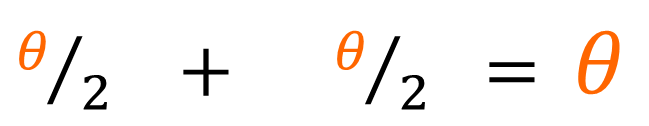 θ/2 + θ/2 = θ